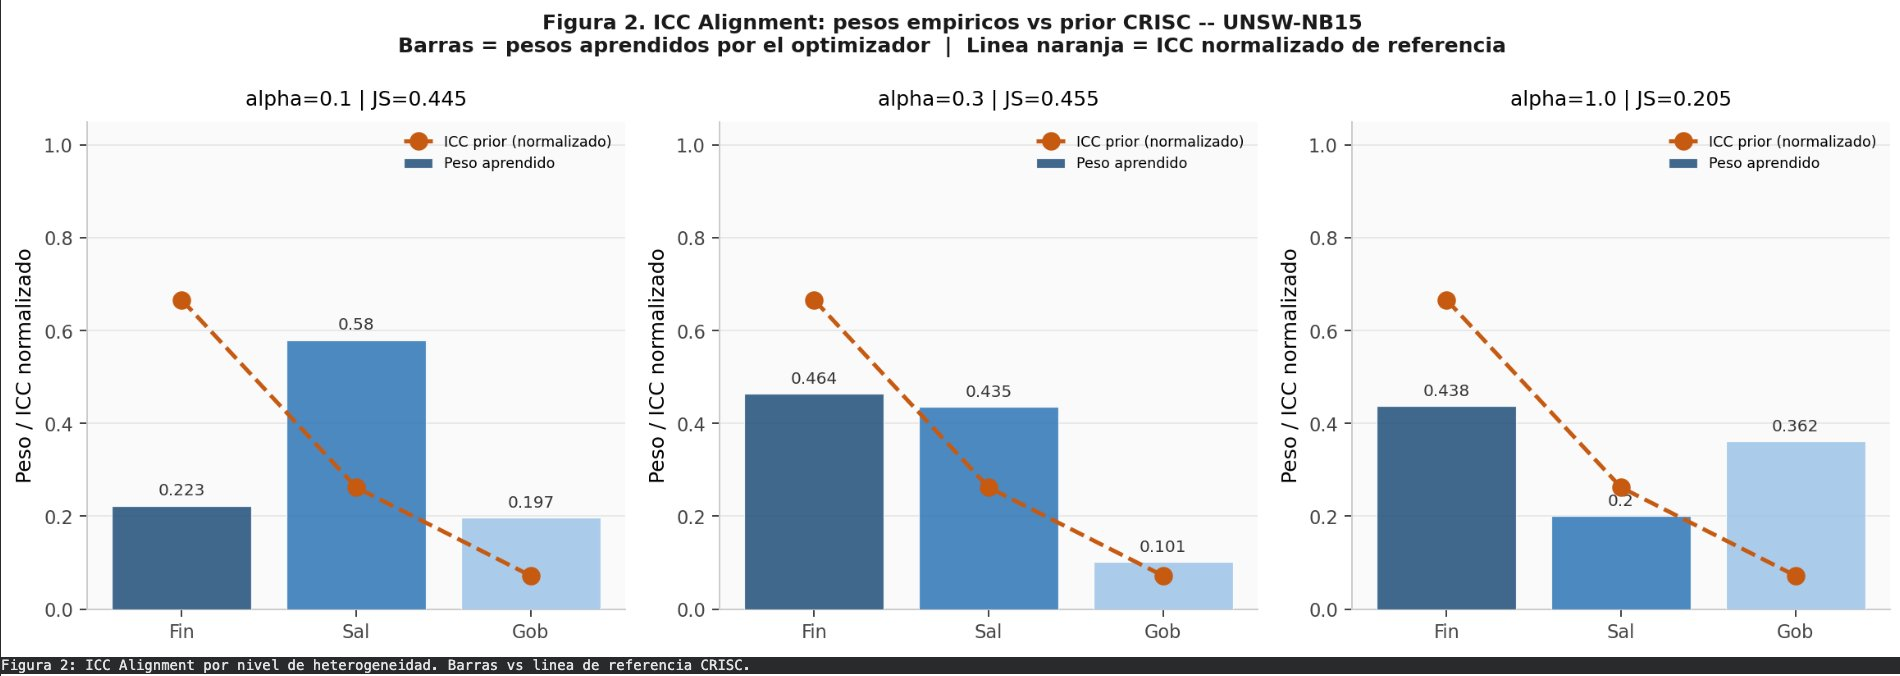 Figura 2. ICC Alignment: pesos empiricos vs prior CRISC -- UNSW-NB15
Barras = pesos aprendidos por el optimizador | Linea naranja = ICC normalizado de referencia
alpha=0.1 | JS=0.445
Peso / ICC normalizado
1.0
0.8
0.6
0.4
0.2
0.0
ICC prior (normalizado)
Peso aprendido
0.223
0.58
0.197
Fin
Sal
Gob
alpha=0.3 | JS=0.455
Peso / ICC normalizado
1.0
0.8
0.6
0.4
0.2
0.0
ICC prior (normalizado)
Peso aprendido
0.464
0.435
0.101
Fin
Sal
Gob
alpha=1.0 | JS=0.205
Peso / ICC normalizado
1.0
0.8
0.6
0.4
0.2
0.0
ICC prior (normalizado)
Peso aprendido
0.438
0.2
0.362
Fin
Sal
Gob
Figura 2: ICC Alignment por nivel de heterogeneidad. Barras vs linea de referencia CRISC.